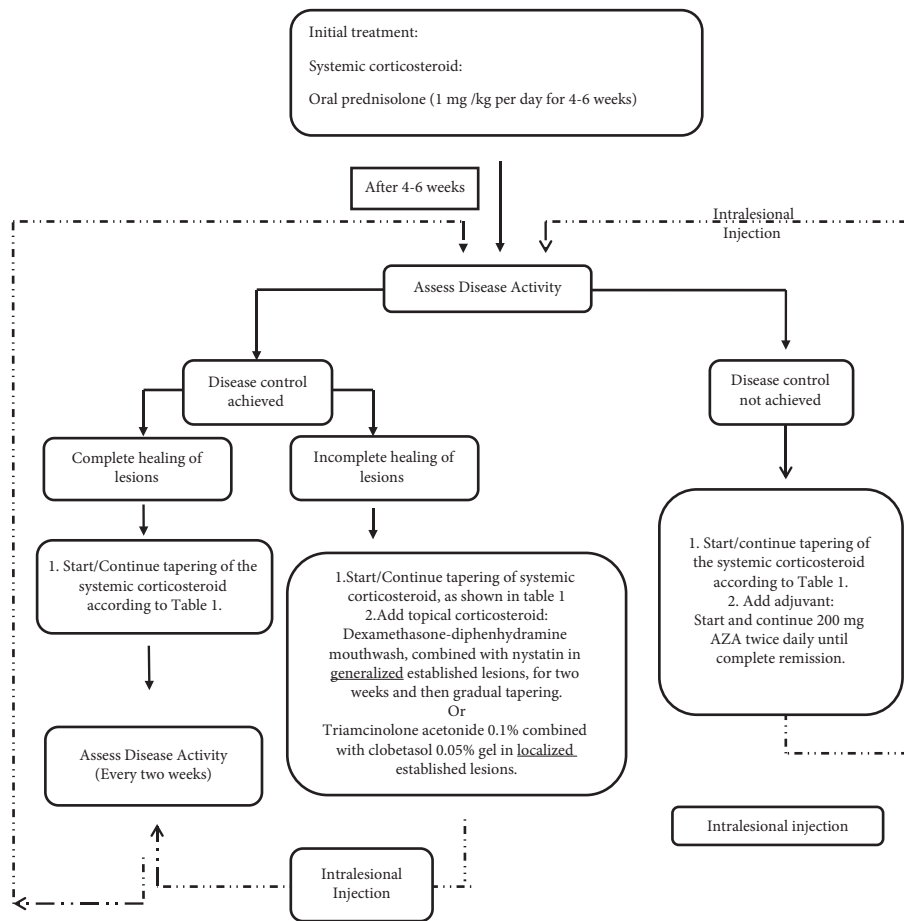 Initial treatment:
Systemic corticosteroid:
Oral prednisolone (1 mg /kg per day for 4-6 weeks)
After 4-6 weeks
Intralesional
Injection
Assess Disease Activity
Disease control
achieved
Disease control
not achieved
Complete healing of
lesions
Incomplete healing of
lesions
1. Start/Continue tapering of the
systemic corticosteroid
according to Table 1.
1.Start/Continue tapering of systemic
corticosteroid, as shown in table 1
2.Add topical corticosteroid:
Dexamethasone-diphenhydramine
mouthwash, combined with nystatin in
generalized established lesions, for two
weeks and then gradual tapering.
Or
Triamcinolone acetonide 0.1% combined
with clobetasol 0.05% gel in localized
established lesions.
1. Start/continue tapering of
the systemic corticosteroid
according to Table 1.
2. Add adjuvant:
Start and continue 200 mg
AZA twice daily until
complete remission.
Assess Disease Activity
(Every two weeks)
Intralesional injection
Intralesional
Injection